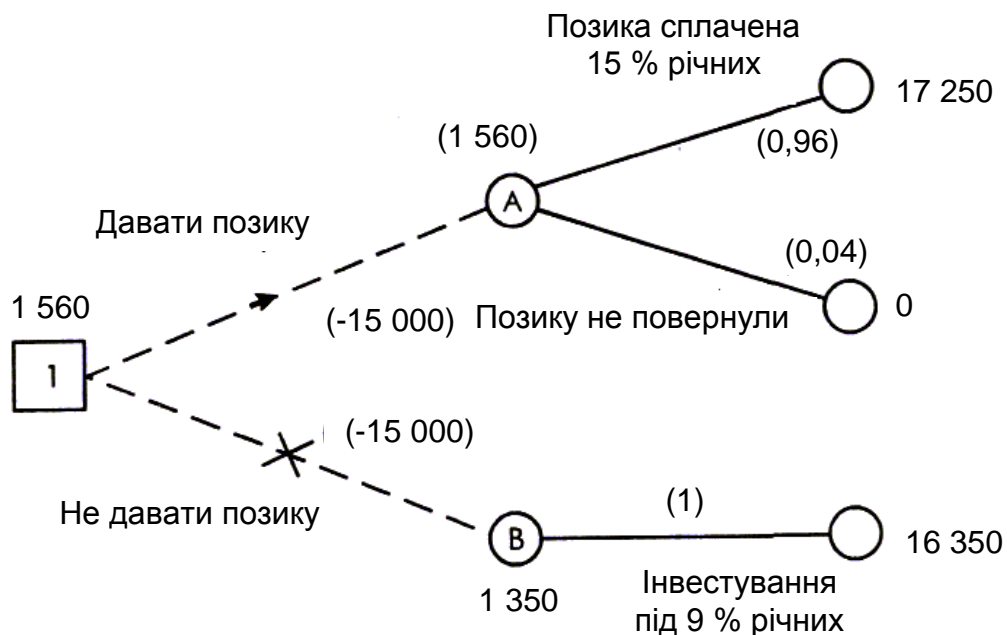 Позика сплачена
15 % річних
17 250
(1 560)
(0,96)
A
Давати позику
(0,04)
1 560
(-15 000)
Позику не повернули
0
1
(-15 000)
Не давати позику
(1)
B
16 350
1 350
Інвестування
під 9 % річних